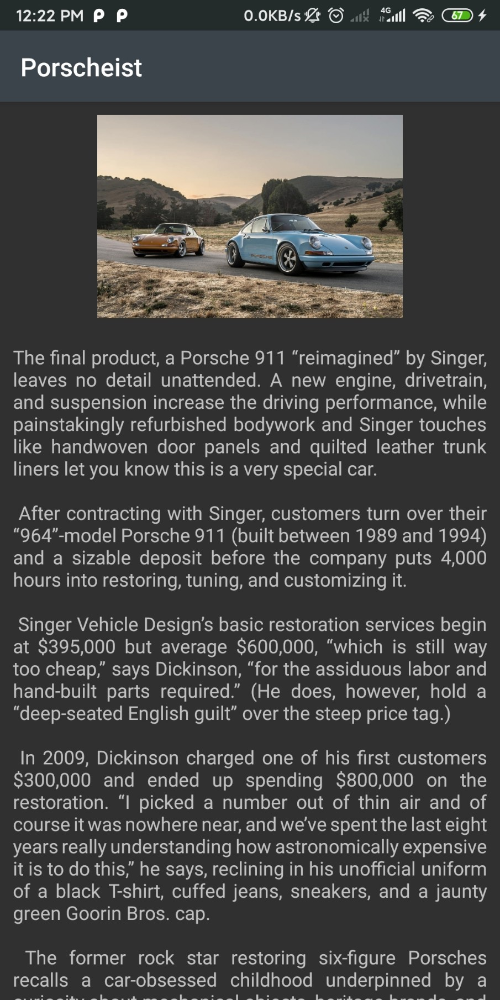 12:22 PM
0.0KB/s 4G 67
Porscheist
PORSCHE
The final product, a Porsche 911 “reimagined” by Singer,
leaves no detail unattended. A new engine, drivetrain,
and suspension increase the driving performance, while
painstakingly refurbished bodywork and Singer touches
like handwoven door panels and quilted leather trunk
liners let you know this is a very special car.
After contracting with Singer, customers turn over their
“964”-model Porsche 911 (built between 1989 and 1994)
and a sizable deposit before the company puts 4,000
hours into restoring, tuning, and customizing it.
Singer Vehicle Design’s basic restoration services begin
at $395,000 but average $600,000, “which is still way
too cheap,” says Dickinson, “for the assiduous labor and
hand-built parts required.” (He does, however, hold a
“deep-seated English guilt” over the steep price tag.)
In 2009, Dickinson charged one of his first customers
$300,000 and ended up spending $800,000 on the
restoration. “I picked a number out of thin air and of
course it was nowhere near, and we’ve spent the last eight
years really understanding how astronomically expensive
it is to do this,” he says, reclining in his unofficial uniform
of a black T-shirt, cuffed jeans, sneakers, and a jaunty
green Goorin Bros. cap.
The former rock star restoring six-figure Porsches
recalls a car-obsessed childhood underpinned by a